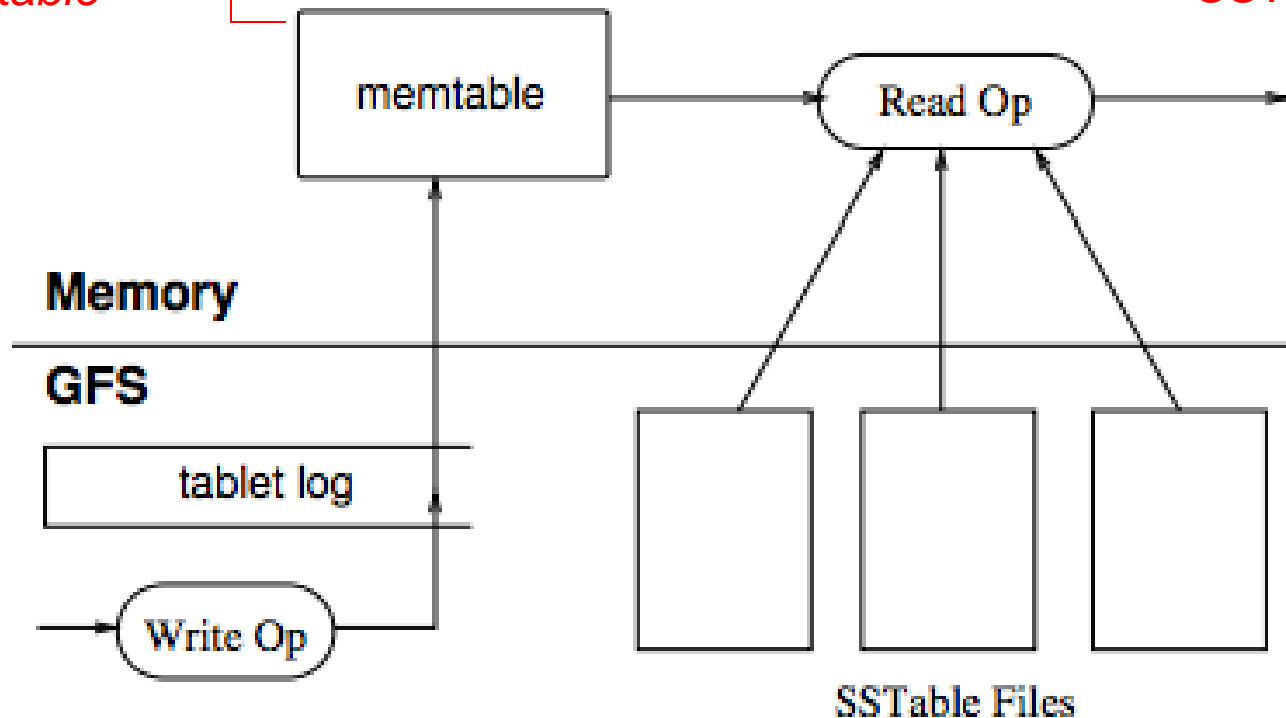 memtable
Read Op
Memory
GFS
tablet log
Write Op
SSTable Files